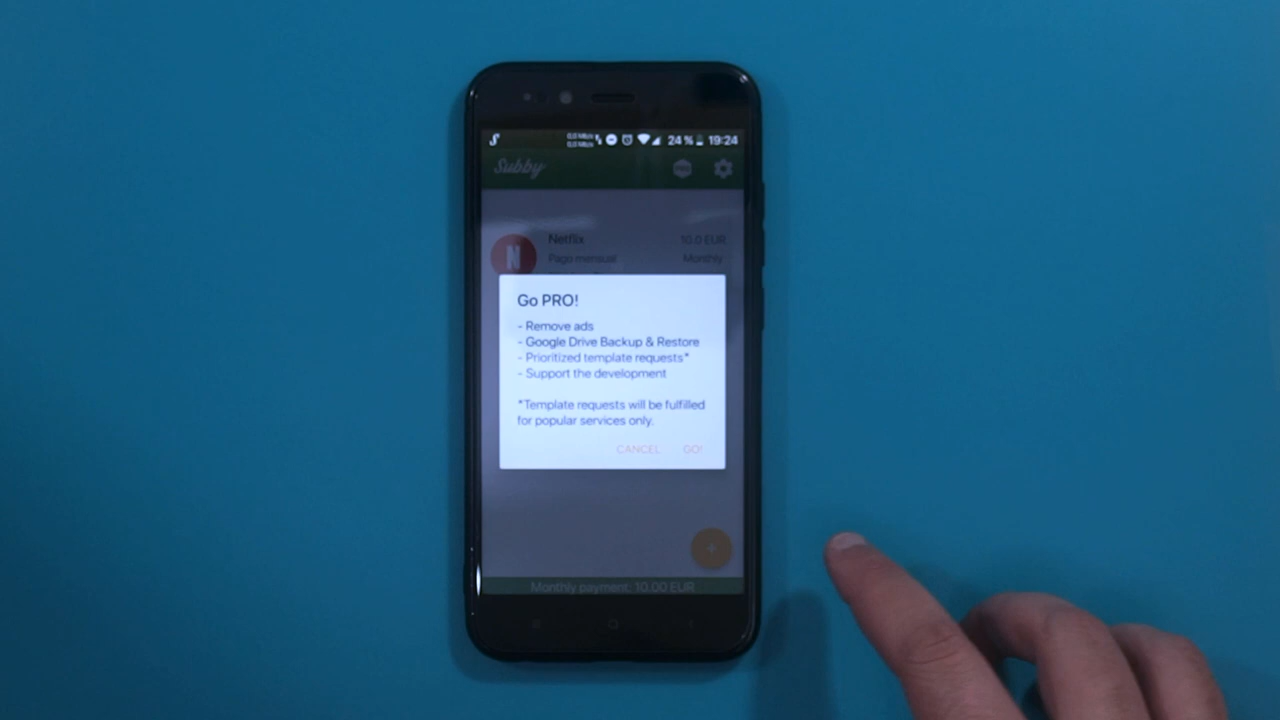 24 % 19:24
Subby
Netflix 10.0 EUR
Pago mensual Monthly
Go PRO!
- Remove ads
- Google Drive Backup & Restore
- Prioritized template requests*
- Support the development
*Template requests will be fulfilled
for popular services only.
CANCEL GO!
Monthly payment: 10.00 EUR